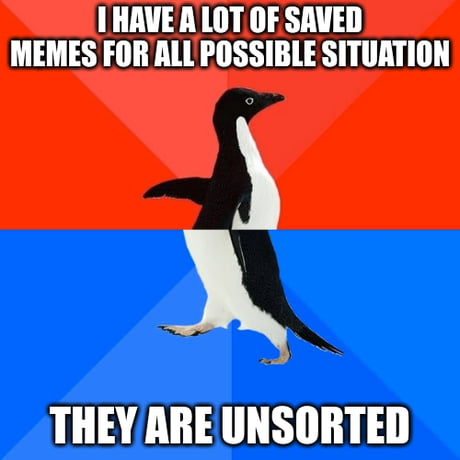 I HAVE A LOT OF SAVED
MEMES FOR ALL POSSIBLE SITUATION
THEY ARE UNSORTED